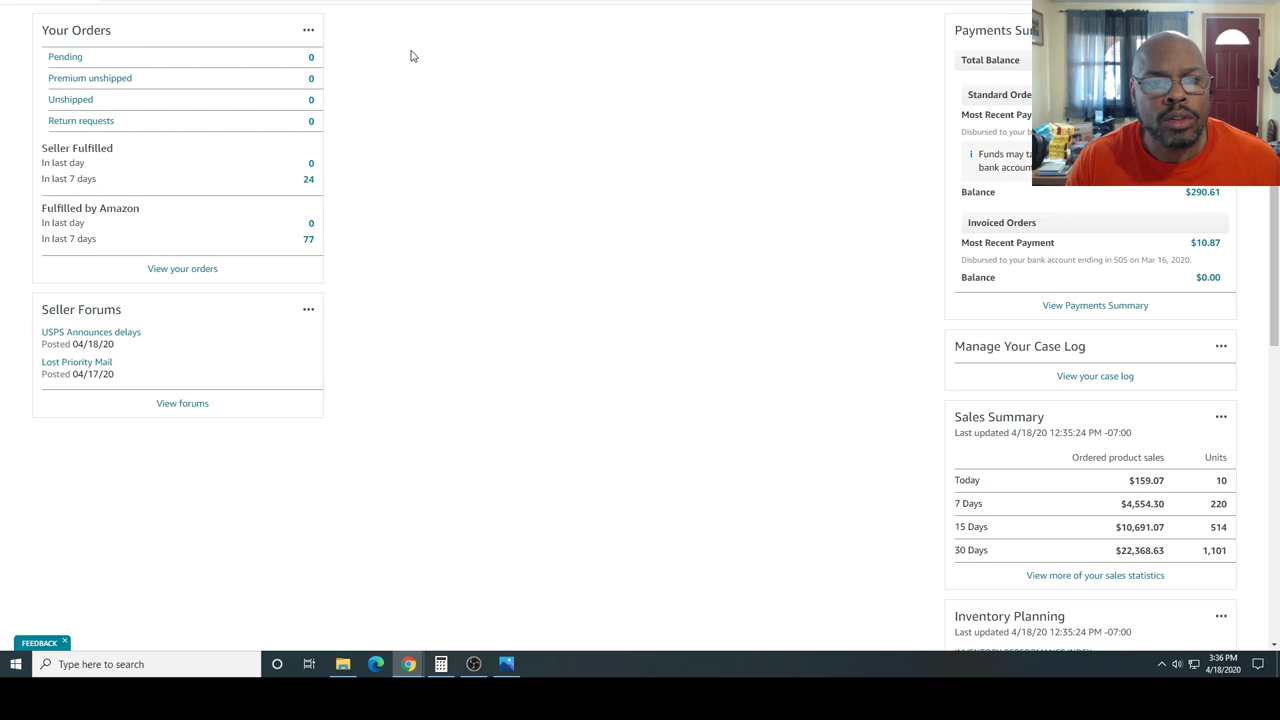 Your Orders
Pending 0
Premium unshipped 0
Unshipped 0
Return requests 0
Seller Fulfilled
In last day 0
In last 7 days 24
Fulfilled by Amazon
In last day 0
In last 7 days 77
View your orders
Seller Forums
USPS Announces delays
Posted 04/18/20
Lost Priority Mail
Posted 04/17/20
View forums
Payments Su
Total Balance
Standard Orde
Most Recent Pay
Disbursed to your b
Funds may ta
bank accoun
Balance $290.61
Invoiced Orders
Most Recent Payment $10.87
Disbursed to your bank account ending in 505 on Mar 16, 2020.
Balance $0.00
View Payments Summary
Manage Your Case Log
View your case log
Sales Summary
Last updated 4/18/20 12:35:24 PM -07:00
Ordered product sales Units
Today $159.07 10
7 Days $4,554.30 220
15 Days $10,691.07 514
30 Days $22,368.63 1,101
View more of your sales statistics
Inventory Planning
Last updated 4/18/20 12:35:24 PM -07:00
FEEDBACK
Type here to search
3:36 PM
4/18/2020